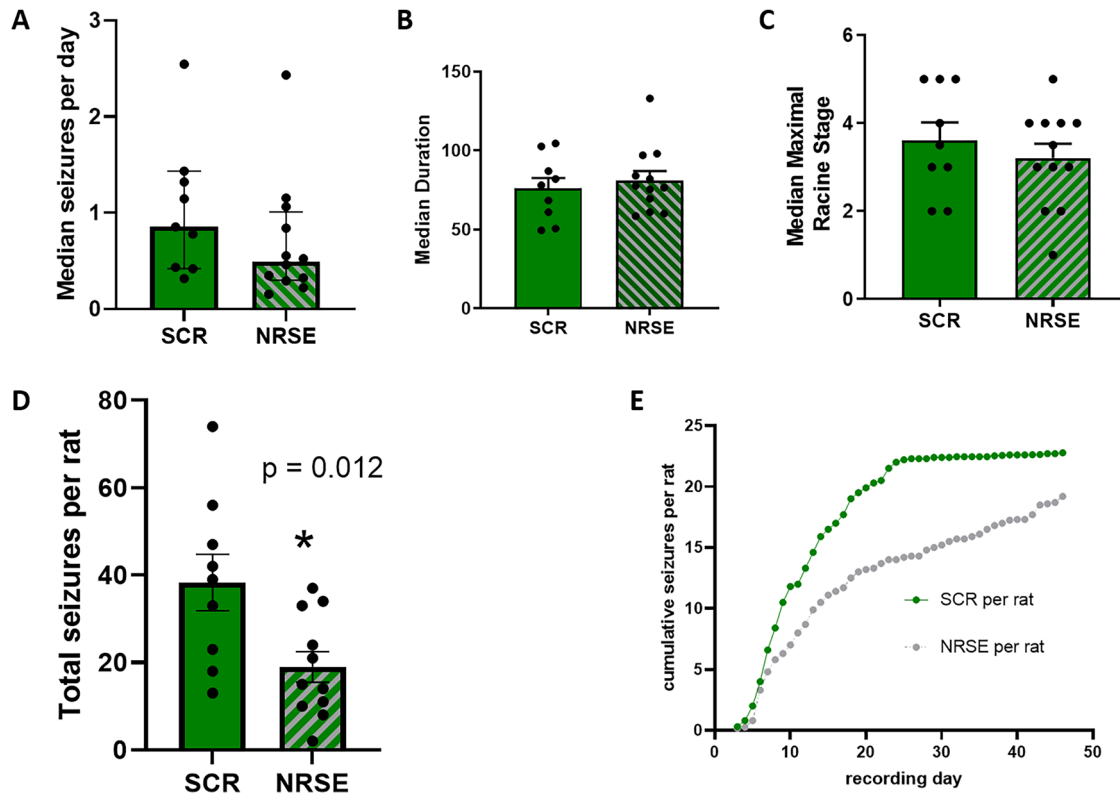 A
Median seizures per day
3
2
1
0
SCR
NRSE
B
Median Duration
150
100
50
0
SCR
NRSE
C
Median Maximal
Racine Stage
6
4
2
0
SCR
NRSE
D
Total seizures per rat
80
60
40
20
0
p = 0.012
*
SCR
NRSE
E
cumulative seizures per rat
25
20
15
10
5
0
SCR per rat
NRSE per rat
0
10
20
30
40
50
recording day